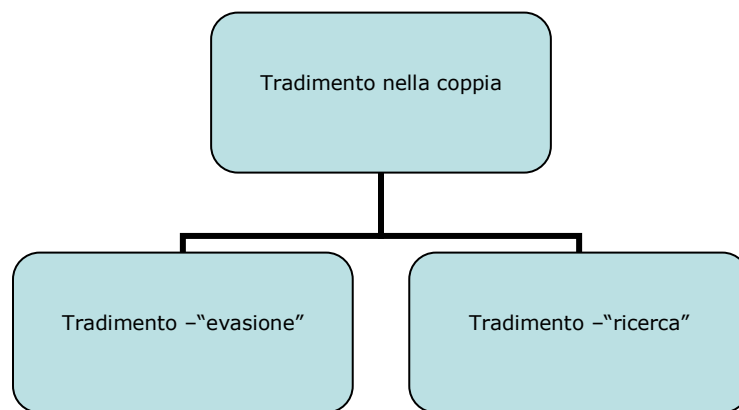 Tradimento nella coppia
Tradimento –“evasione”
Tradimento –“ricerca”